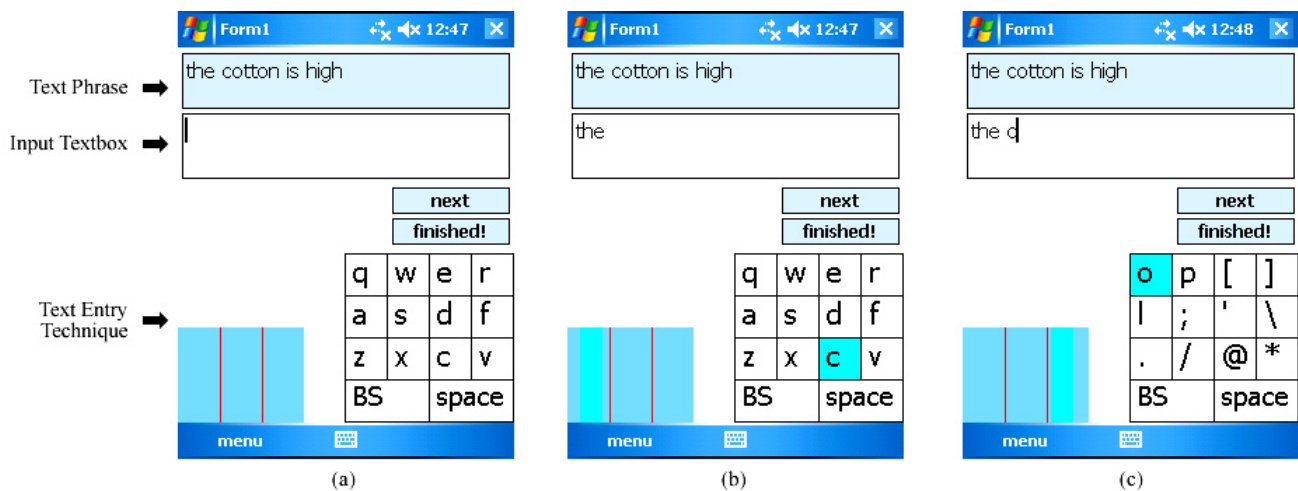 Text Phrase
Input Textbox
Text Entry
Technique
Form1 12:47
the cotton is high
next
finished!
q w e r
a s d f
z x c v
BS space
menu
(a)
Form1 12:47
the cotton is high
the
next
finished!
q w e r
a s d f
z x c v
BS space
menu
(b)
Form1 12:48
the cotton is high
the c
next
finished!
o p [ ]
l ; ' \
. / @ *
BS space
menu
(c)